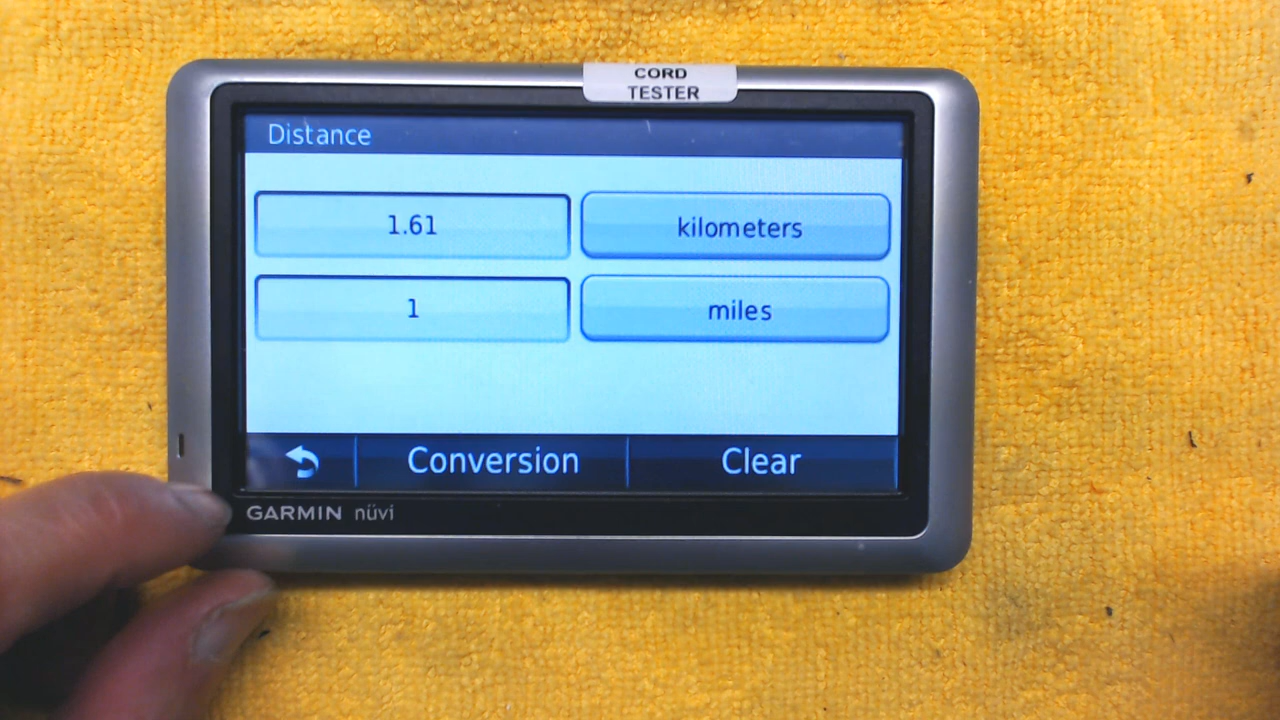 CORD
TESTER
Distance
1.61 kilometers
1 miles
Conversion Clear
GARMIN nüvi